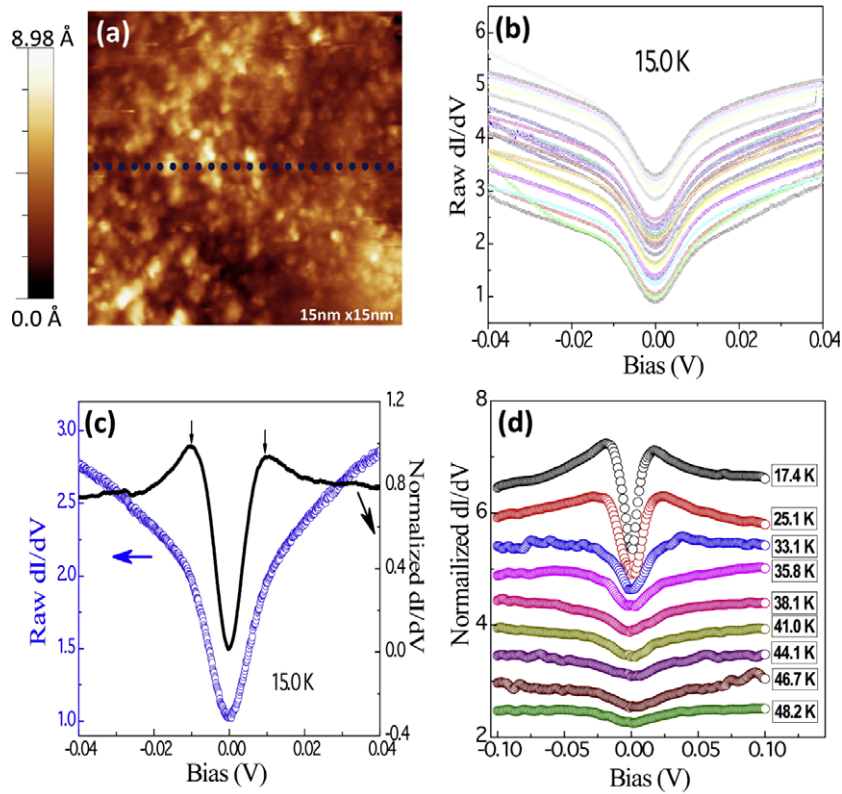 8.98 Å
(a)
0.0 Å
15nm x15nm
(b)
15.0 K
Raw dI/dV
6
5
4
3
2
1
-0.04
-0.02
0.00
0.02
0.04
Bias (V)
(c)
Raw dI/dV
3.0
2.5
2.0
1.5
1.0
1.2
0.8
0.4
0.0
-0.4
Normalized dI/dV
15.0K
-0.04
-0.02
0.00
0.02
0.04
Bias (V)
(d)
Normailized dI/dV
8
6
4
2
17.4 K
25.1 K
33.1 K
35.8 K
38.1 K
41.0 K
44.1 K
46.7 K
48.2 K
-0.10
-0.05
0.00
0.05
0.10
Bias (V)